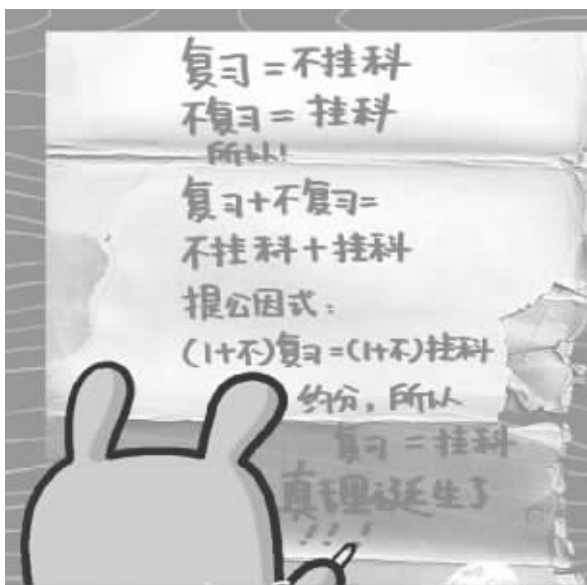 复习=不挂科
不复习=挂科
所以!
复习+不复习=
不挂科+挂科
提公因式:
(1+不)复习=(1+不)挂科
约分,所以
复习=挂科
真理诞生了
!!!